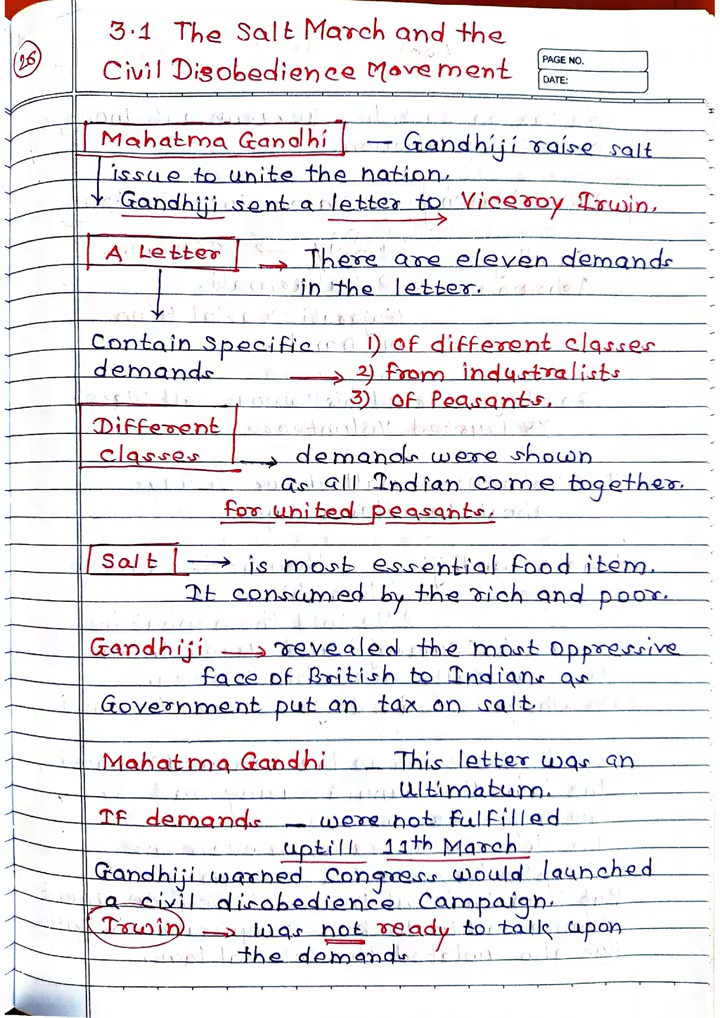 26
3.1 The Salt March and the
Civil Disobedience Movement
PAGE NO.
DATE:
Mahatma Gandhi — Gandhiji raise salt
issue to unite the nation.
Gandhiji sent a letter to Viceroy Irwin.
A Letter → There are eleven demands
in the letter.
Contain specific 1) of different classes
demands → 2) from industralists
3) of Peasants.
Different
classes → demands were shown
as all Indian come together.
for united peasants.
Salt → is most essential food item.
It consumed by the rich and poor.
Gandhiji → revealed the most oppressive
face of British to Indians as
Government put an tax on salt.
Mahatma Gandhi – This letter was an
Ultimatum.
If demands – were not fulfilled
uptill 11th March
Gandhiji warned Congress would launched
a civil disobedience Campaign.
Irwin → was not ready to talk upon
the demands.